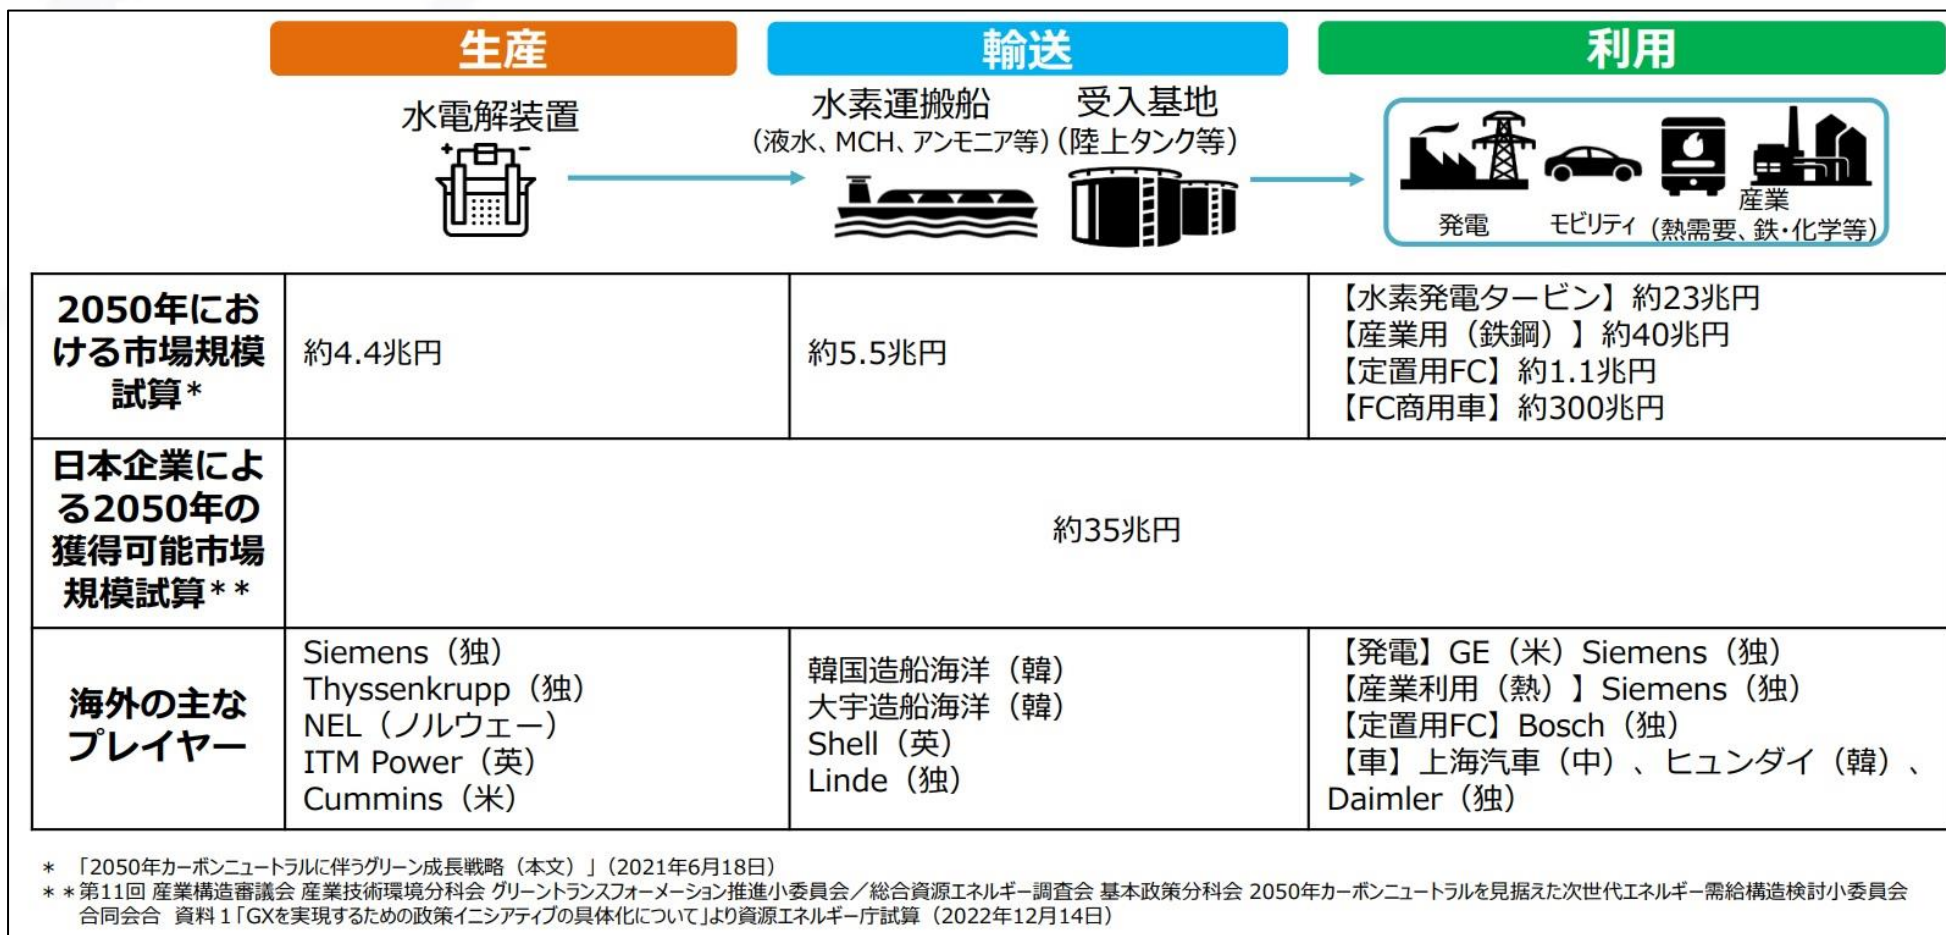 生産
輸送
利用
水電解装置
水素運搬船
(液水、MCH、アンモニア等)
受入基地
(陸上タンク等)
発電
モビリティ
産業
(熱需要、鉄・化学等)
2050年にお
ける市場規模
試算*
約4.4兆円
約5.5兆円
【水素発電タービン】約23兆円
【産業用（鉄鋼）】約40兆円
【定置用FC】約1.1兆円
【FC商用車】約300兆円
日本企業によ
る2050年の
獲得可能市場
規模試算**
約35兆円
海外の主な
プレイヤー
Siemens（独）
Thyssenkrupp（独）
NEL（ノルウェー）
ITM Power（英）
Cummins（米）
韓国造船海洋（韓）
大宇造船海洋（韓）
Shell（英）
Linde（独）
【発電】GE（米）Siemens（独）
【産業利用（熱）】Siemens（独）
【定置用FC】Bosch（独）
【車】上海汽車（中）、ヒュンダイ（韓）、
Daimler（独）
* 「2050年カーボンニュートラルに伴うグリーン成長戦略（本文）」（2021年6月18日）
**第11回 産業構造審議会 産業技術環境分科会 グリーントランスフォーメーション推進小委員会／総合資源エネルギー調査会 基本政策分科会 2050年カーボンニュートラルを見据えた次世代エネルギー需給構造検討小委員会
合同会合 資料１「GXを実現するための政策イニシアティブの具体化について」より資源エネルギー庁試算（2022年12月14日）